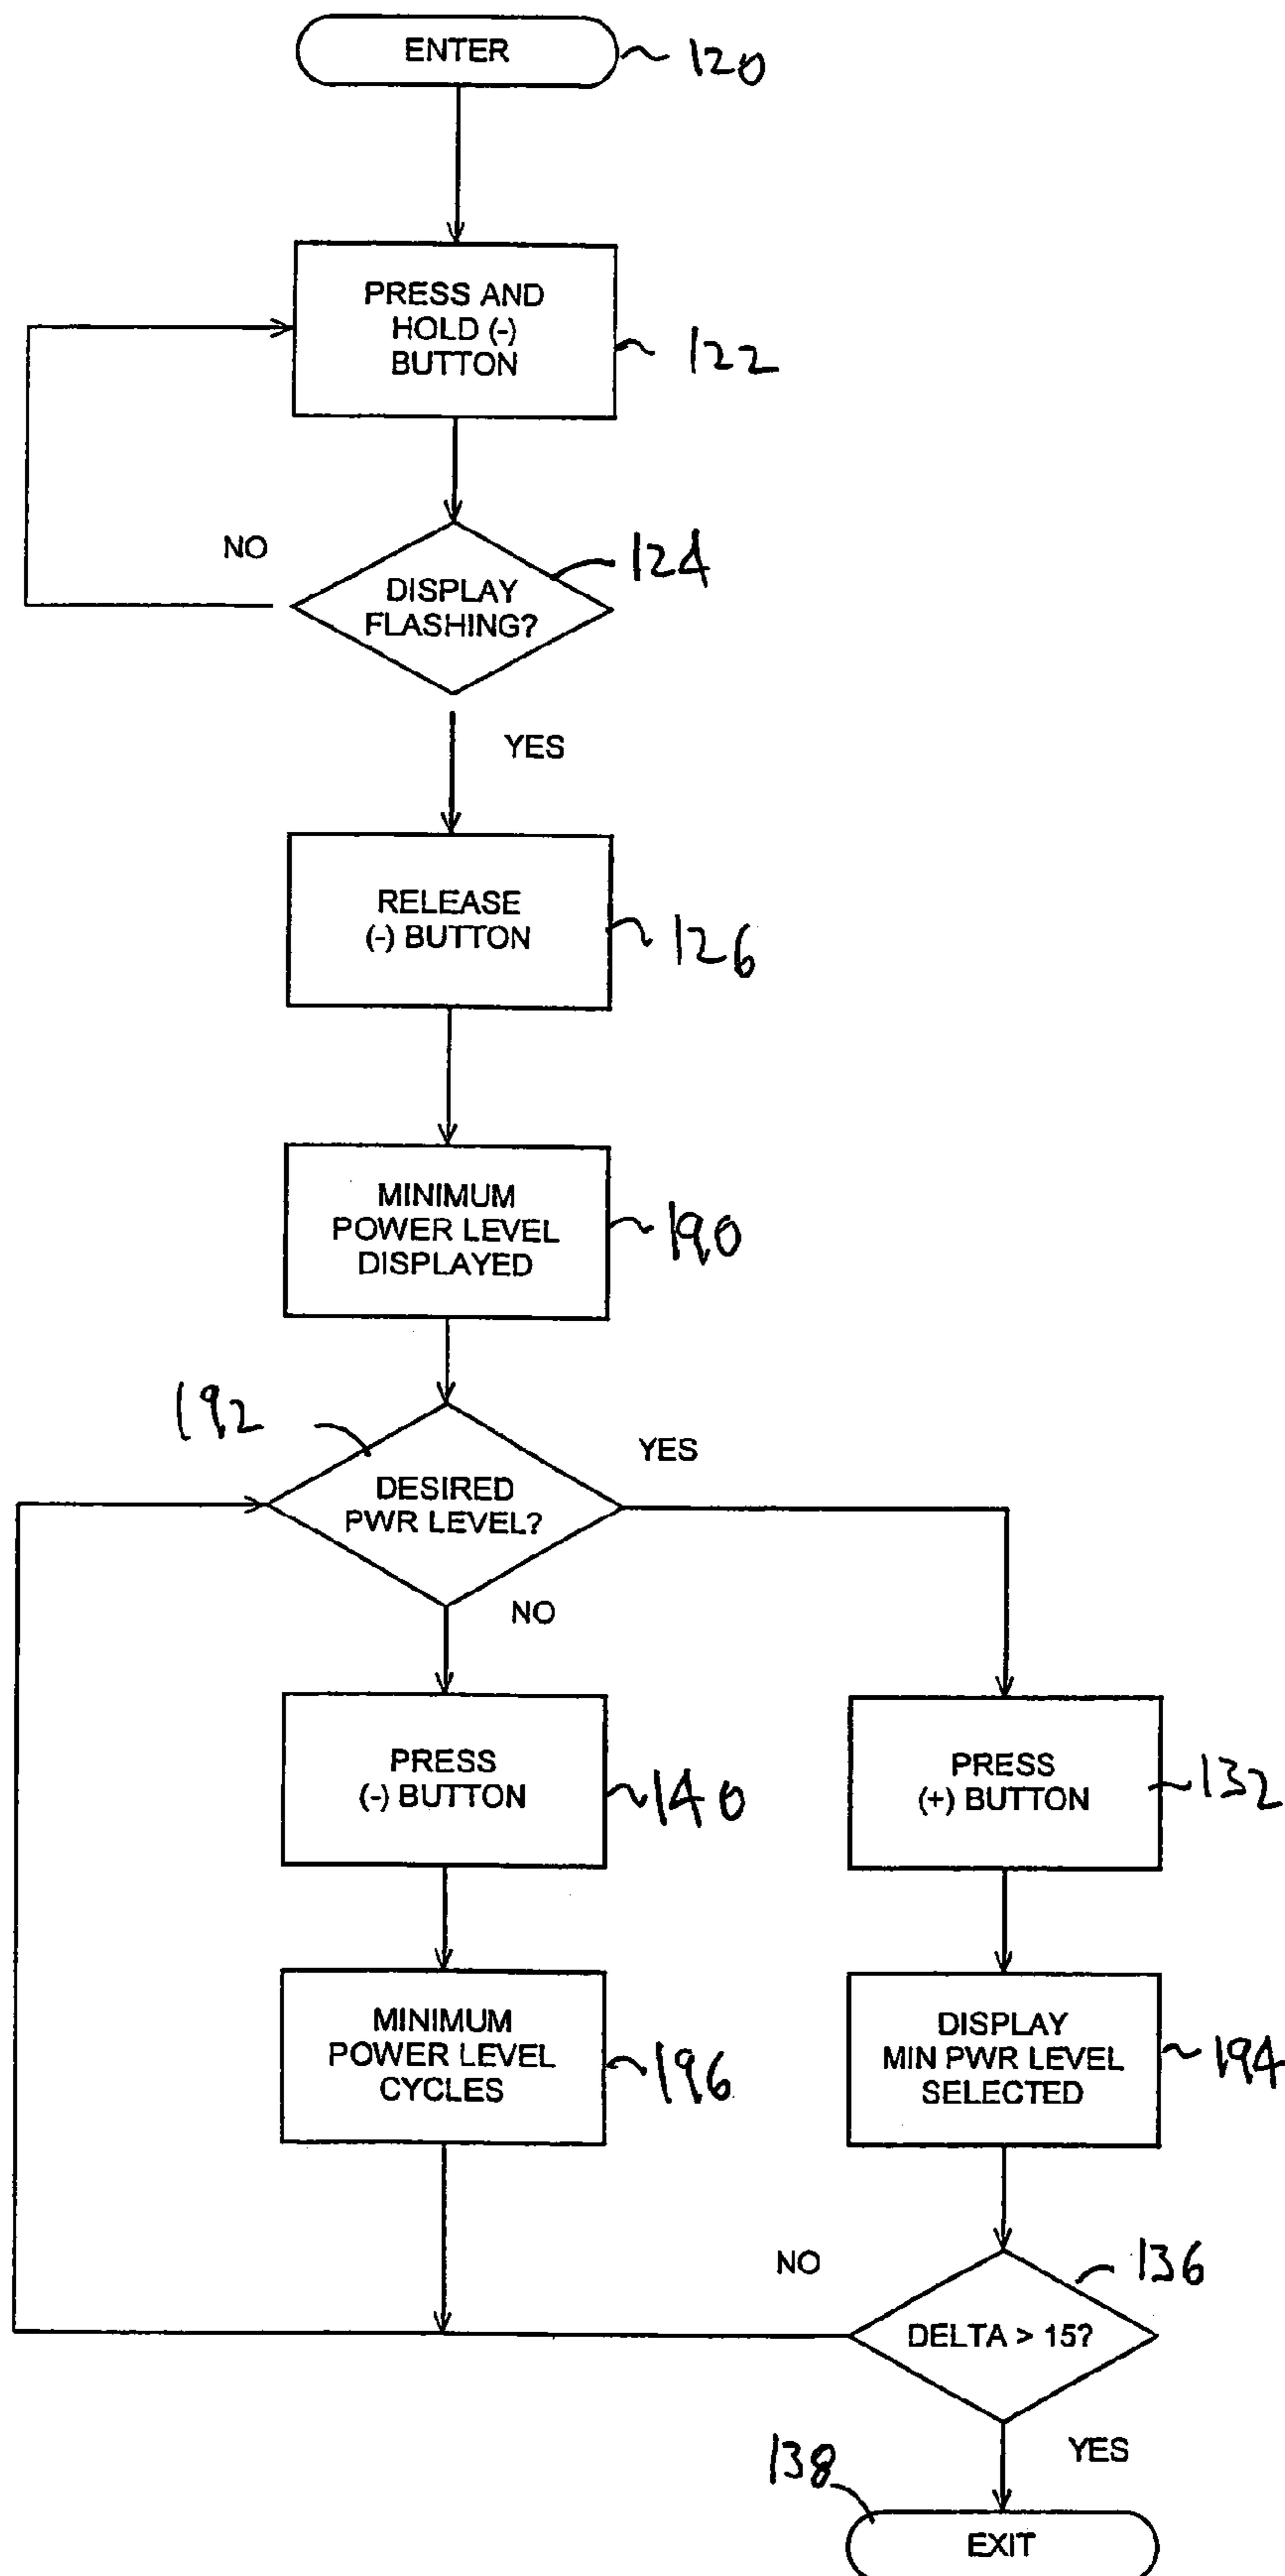 ENTER
120
PRESS AND
HOLD (-)
BUTTON
122
NO
124
DISPLAY
FLASHING?
YES
RELEASE
(-) BUTTON
126
MINIMUM
POWER LEVEL
DISPLAYED
190
192
YES
DESIRED
PWR LEVEL?
NO
PRESS
(-) BUTTON
140
PRESS
(+) BUTTON
132
MINIMUM
POWER LEVEL
CYCLES
196
DISPLAY
MIN PWR LEVEL
SELECTED
194
NO
136
DELTA > 15?
YES
138
EXIT